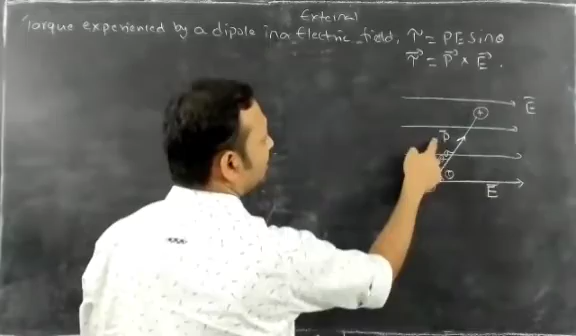 External
Torque experienced by a dipole in a electric field, τ = PE sinθ
τ⃗ = P⃗ × E⃗.
E⃗
+
P⃗
θ
E⃗